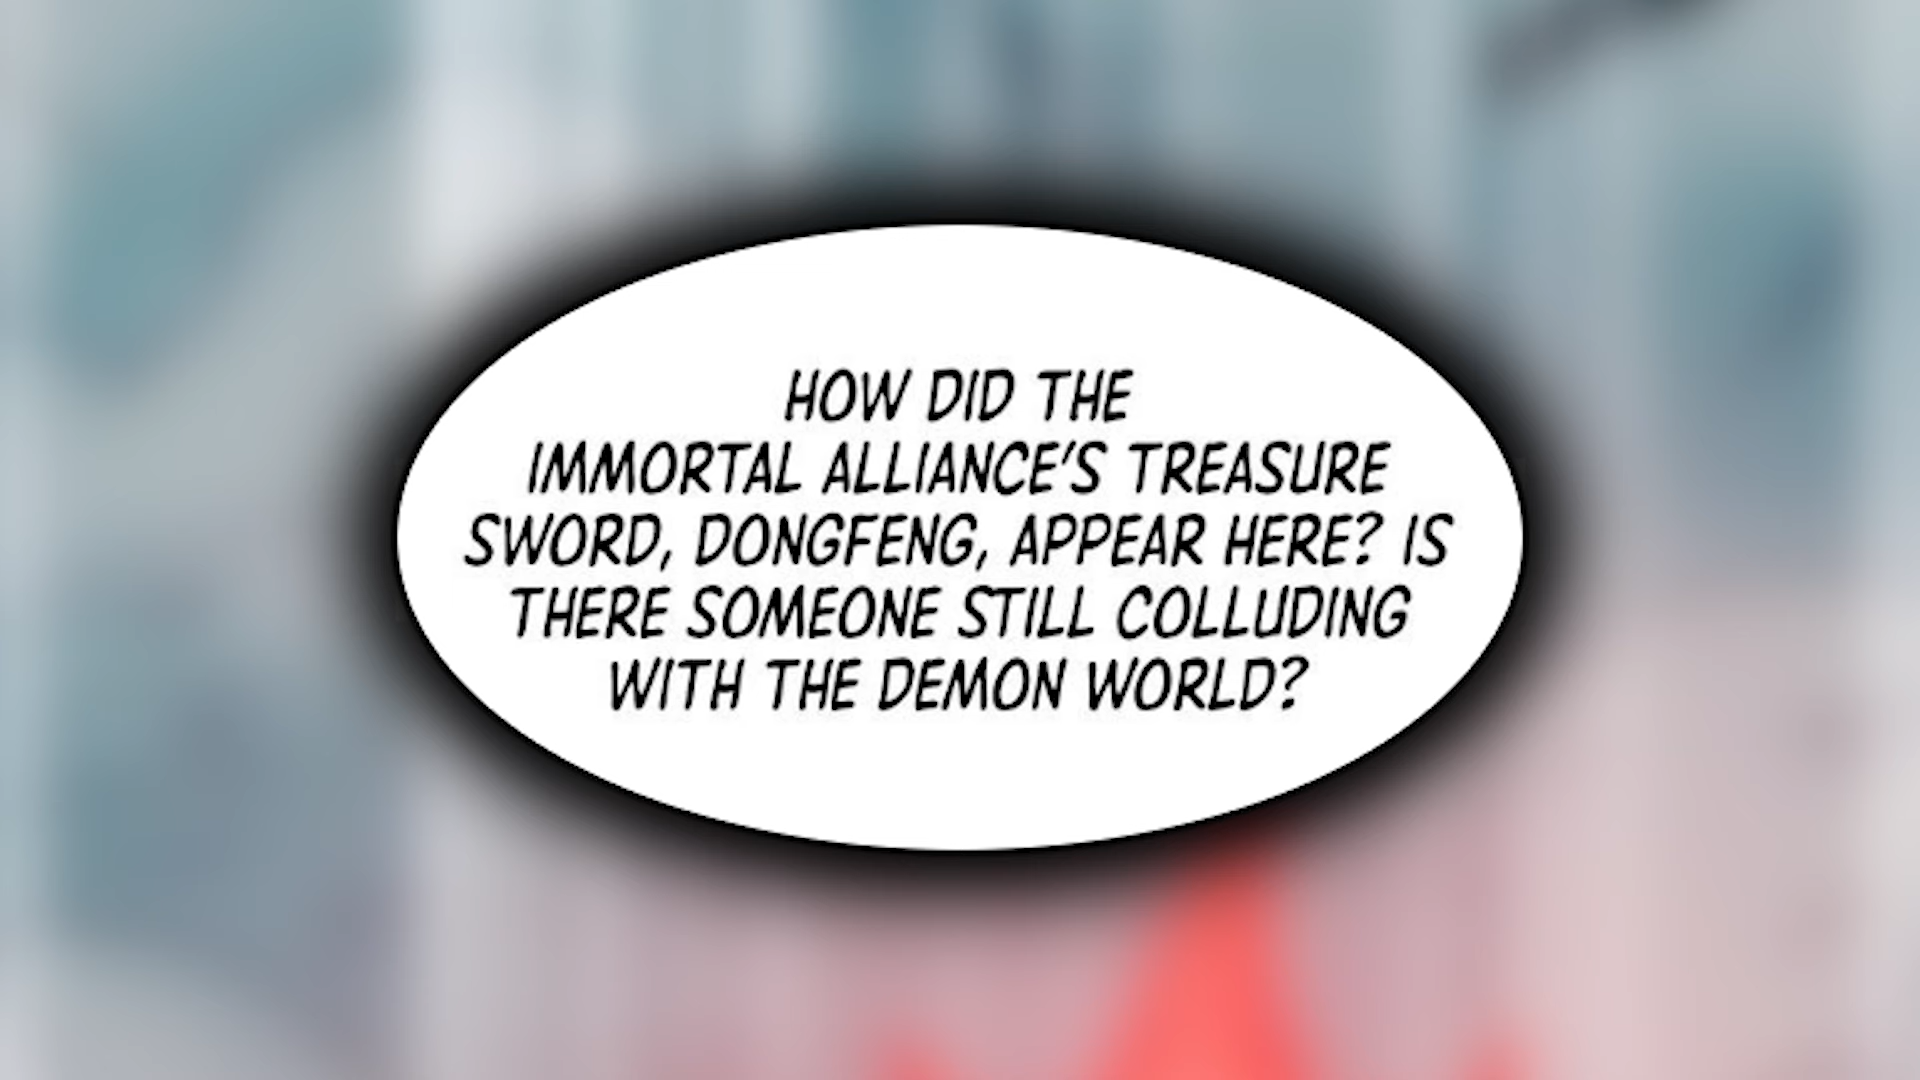 HOW DID THE
IMMORTAL ALLIANCE'S TREASURE
SWORD, DONGFENG, APPEAR HERE? IS
THERE SOMEONE STILL COLLUDING
WITH THE DEMON WORLD?